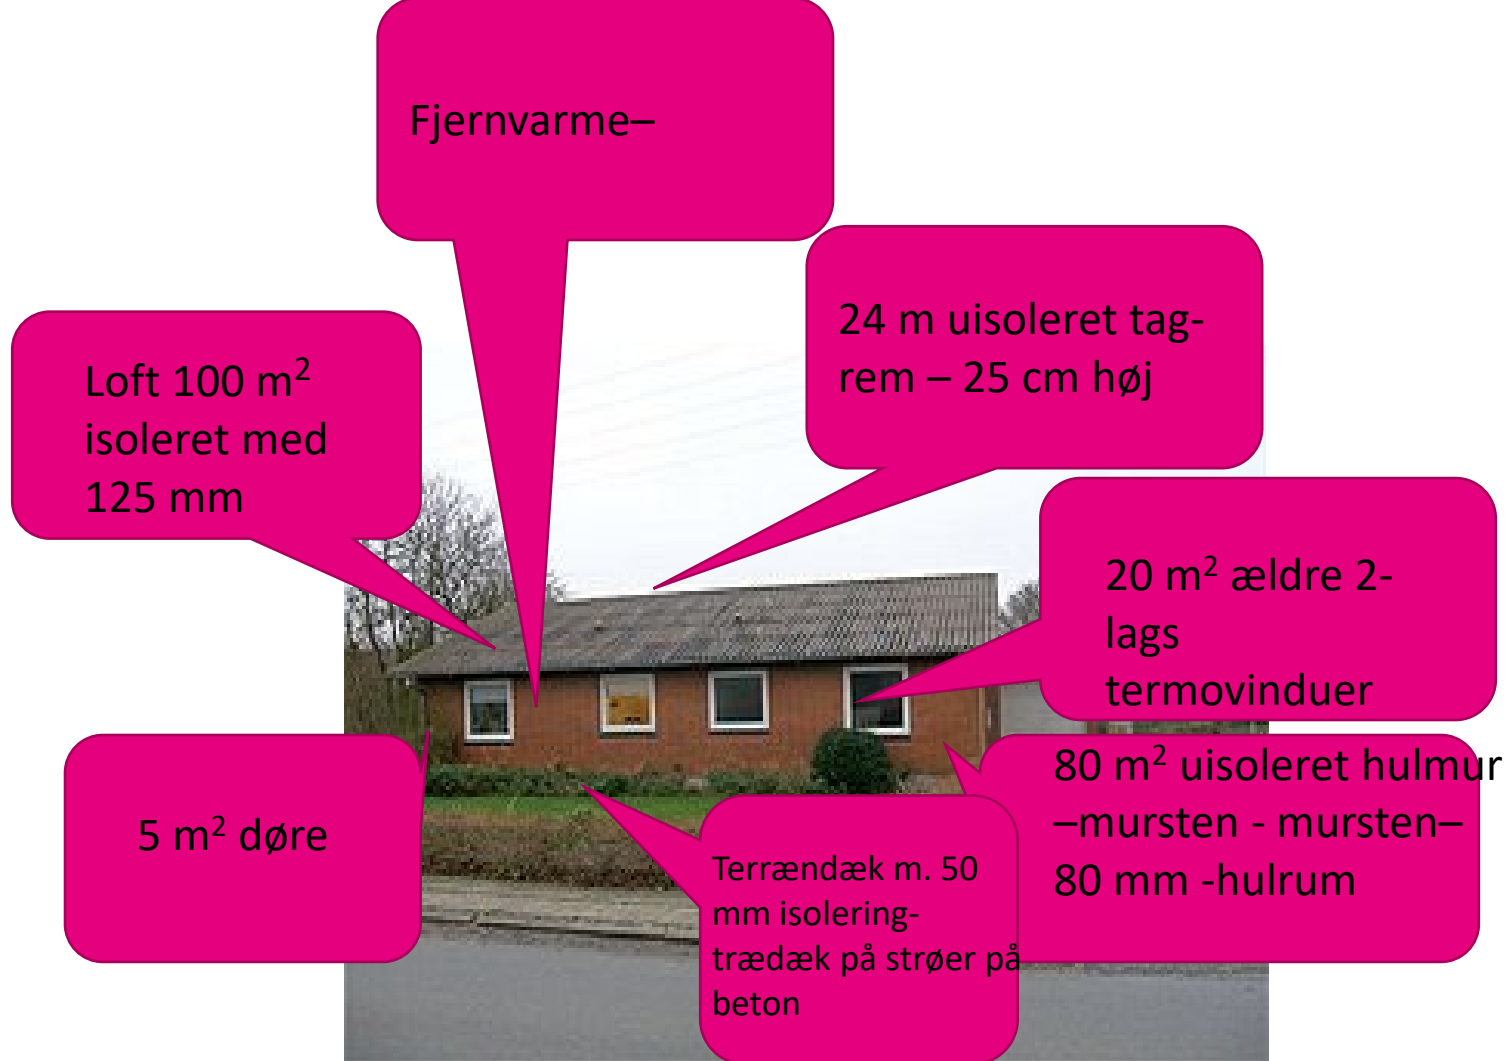 Fjernvarme–
24 m uisoleret tag-
rem – 25 cm høj
Loft 100 m²
isoleret med
125 mm
20 m² ældre 2-
lags
termovinduer
80 m² uisoleret hulmur
–mursten - mursten–
80 mm -hulrum
5 m² døre
Terrændæk m. 50
mm isolering-
trædæk på strøer på
beton